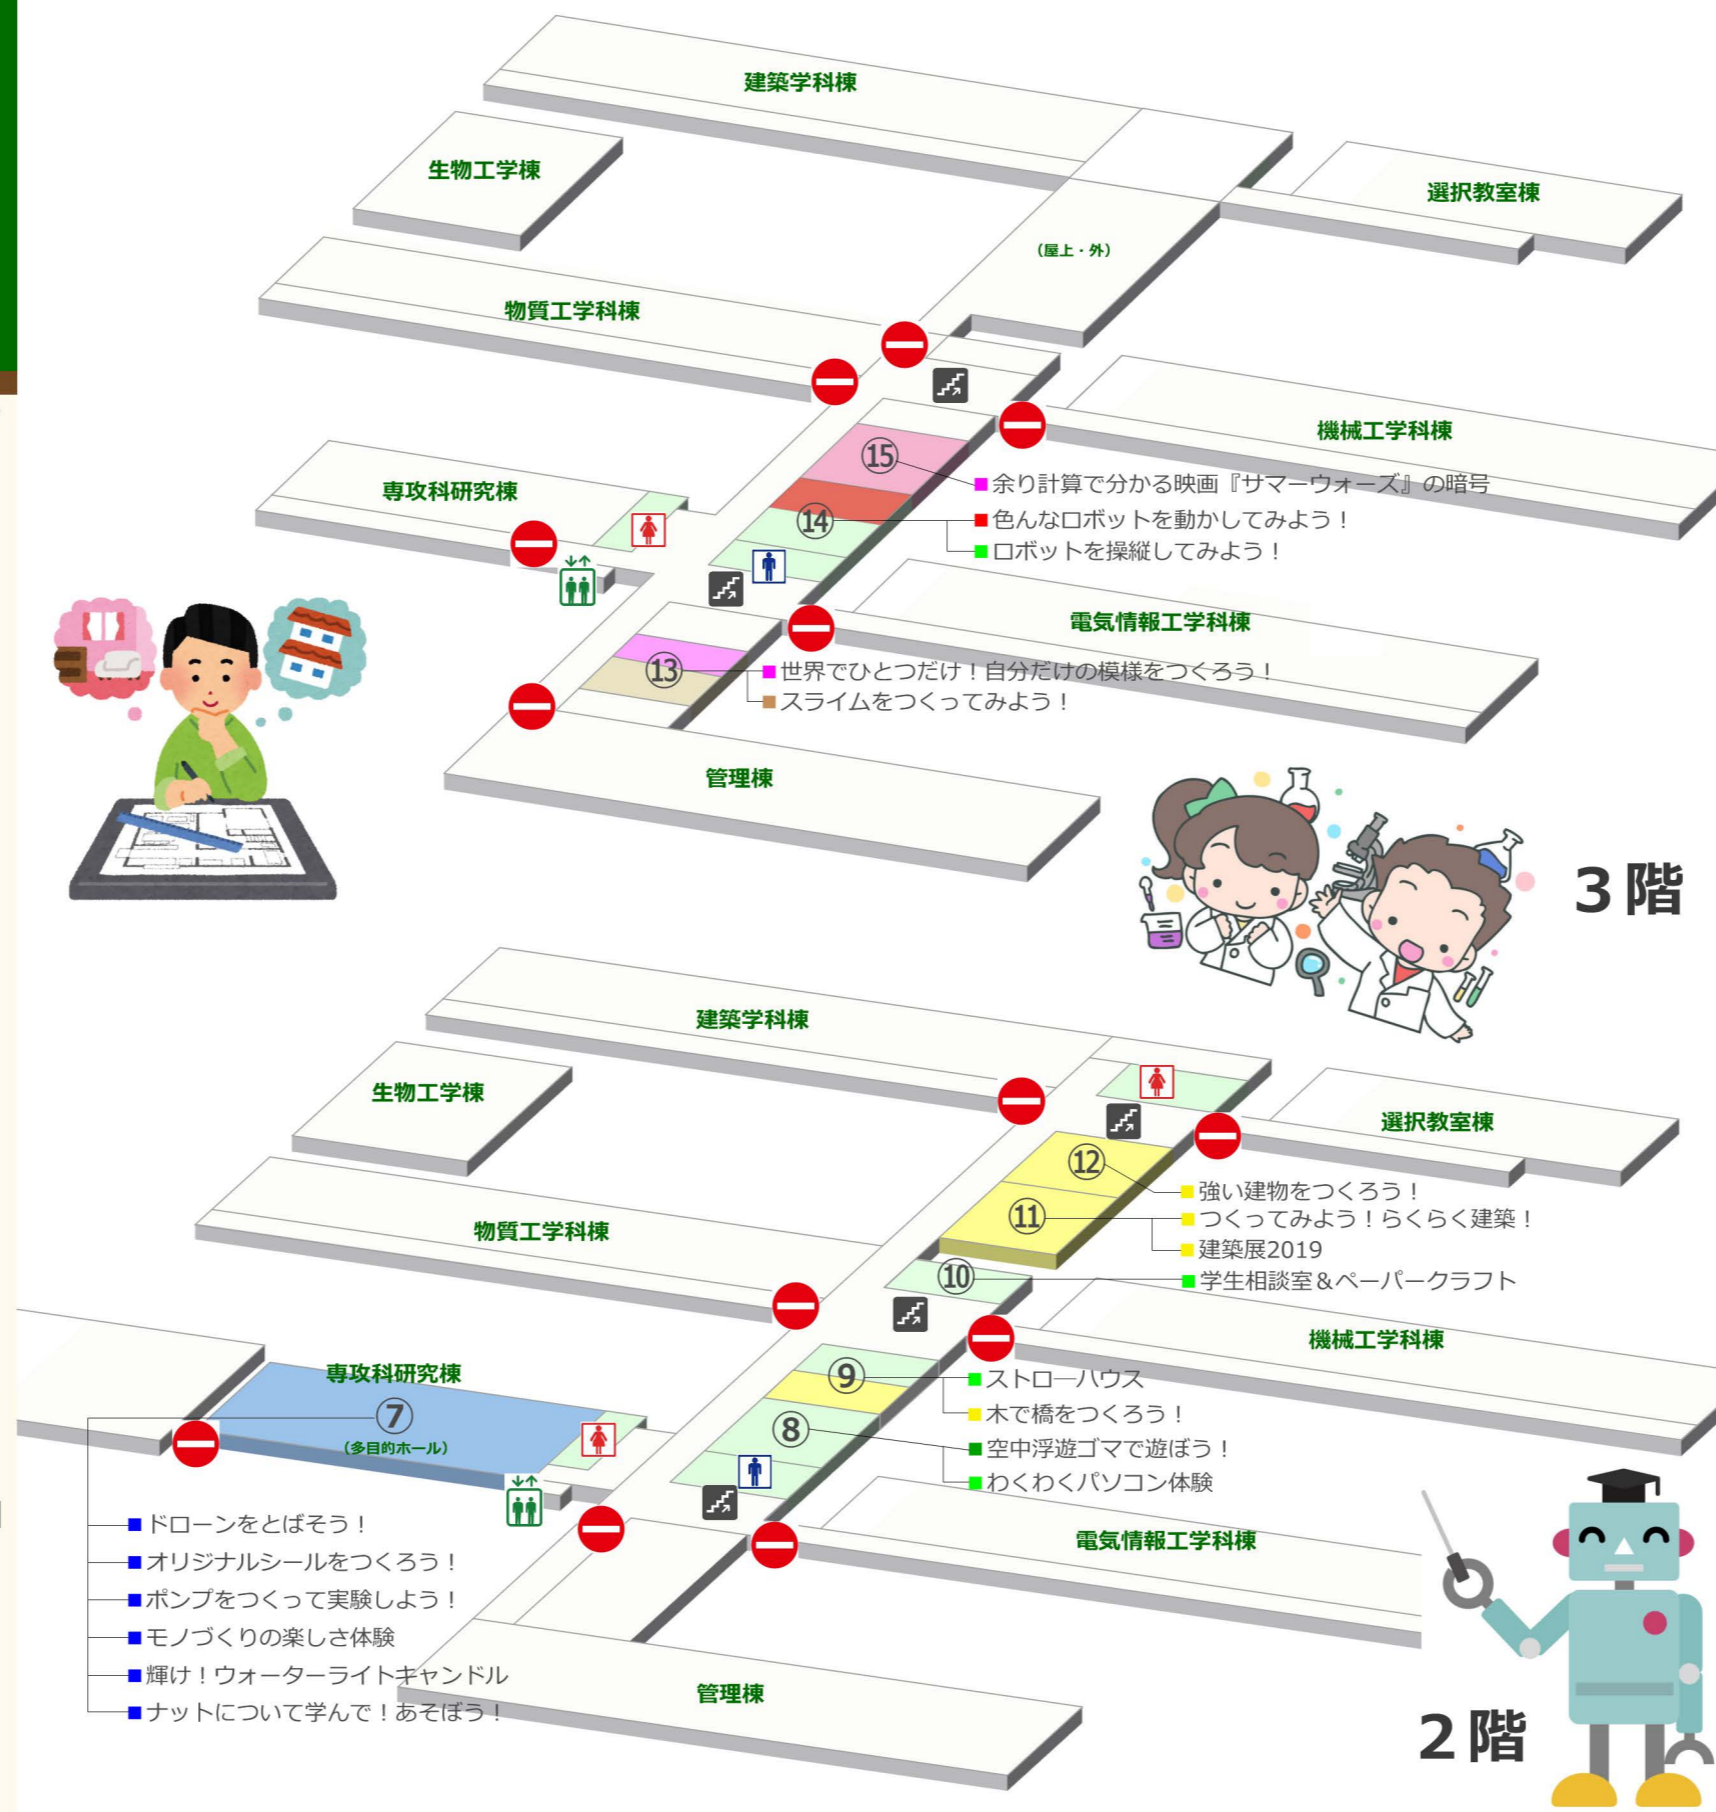 建築学科棟
生物工学棟
選択教室棟
（屋上・外）
物質工学科棟
機械工学科棟
専攻科研究棟
⑮
■余り計算で分かる映画『サマーウォーズ』の暗号
⑭
■色んなロボットを動かしてみよう！
■ロボットを操縦してみよう！
電気情報工学科棟
⑬
■世界でひとつだけ！自分だけの模様をつくろう！
■スライムをつくってみよう！
管理棟
３階
建築学科棟
生物工学棟
選択教室棟
⑫
■強い建物をつくろう！
⑪
■つくってみよう！らくらく建築！
■建築展2019
物質工学科棟
⑩
■学生相談室＆ペーパークラフト
機械工学科棟
専攻科研究棟
⑦
（多目的ホール）
⑨
■ストローハウス
■木で橋をつくろう！
⑧
■空中浮遊ゴマで遊ぼう！
■わくわくパソコン体験
電気情報工学科棟
■ドローンをとばそう！
■オリジナルシールをつくろう！
■ポンプをつくって実験しよう！
■モノづくりの楽しさ体験
■輝け！ウォーターライトキャンドル
■ナットについて学んで！あそぼう！
管理棟
２階